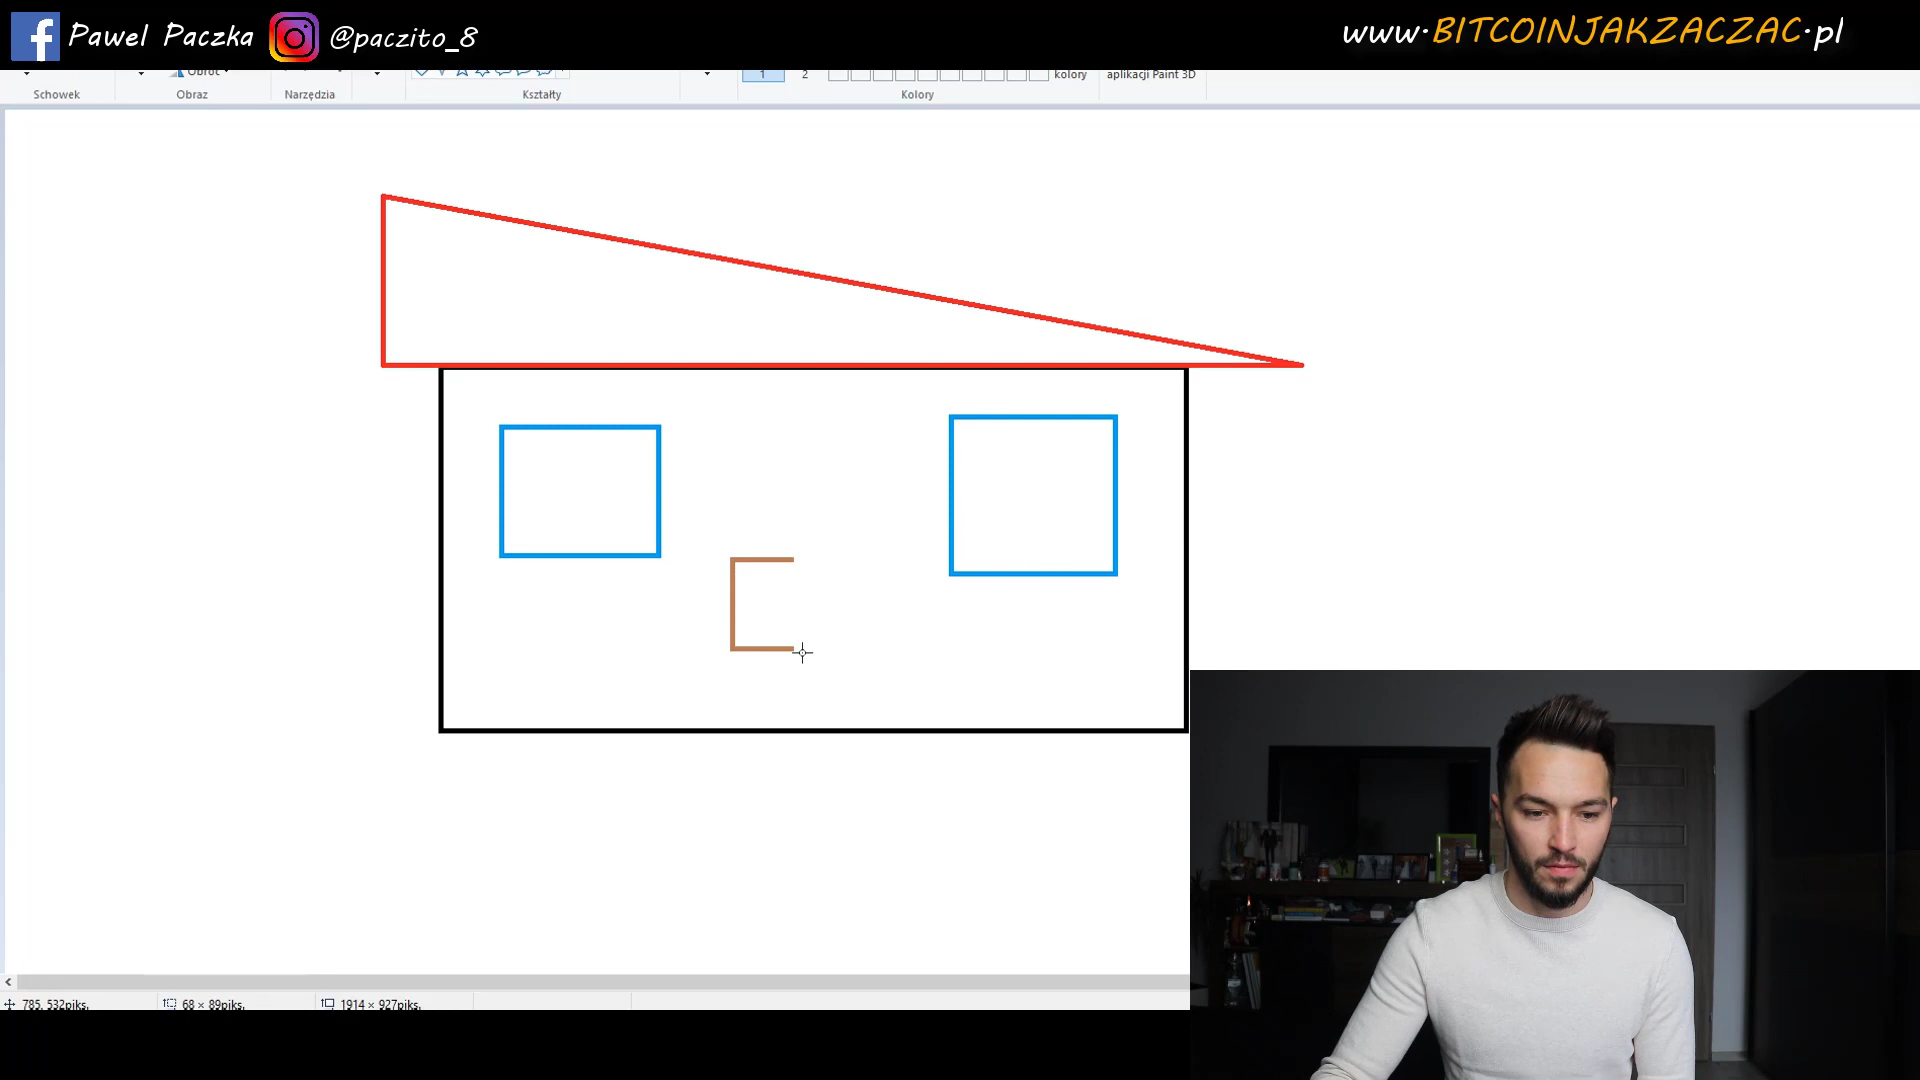 Pawel Paczka @paczito_8 www.BITCOINJAKZACZAC.pl
Obróć 1 2 kolory aplikacji Paint 3D
Schowek Obraz Narzędzia Kształty Kolory
785, 532piks. 68 × 89piks. 1914 × 927piks.